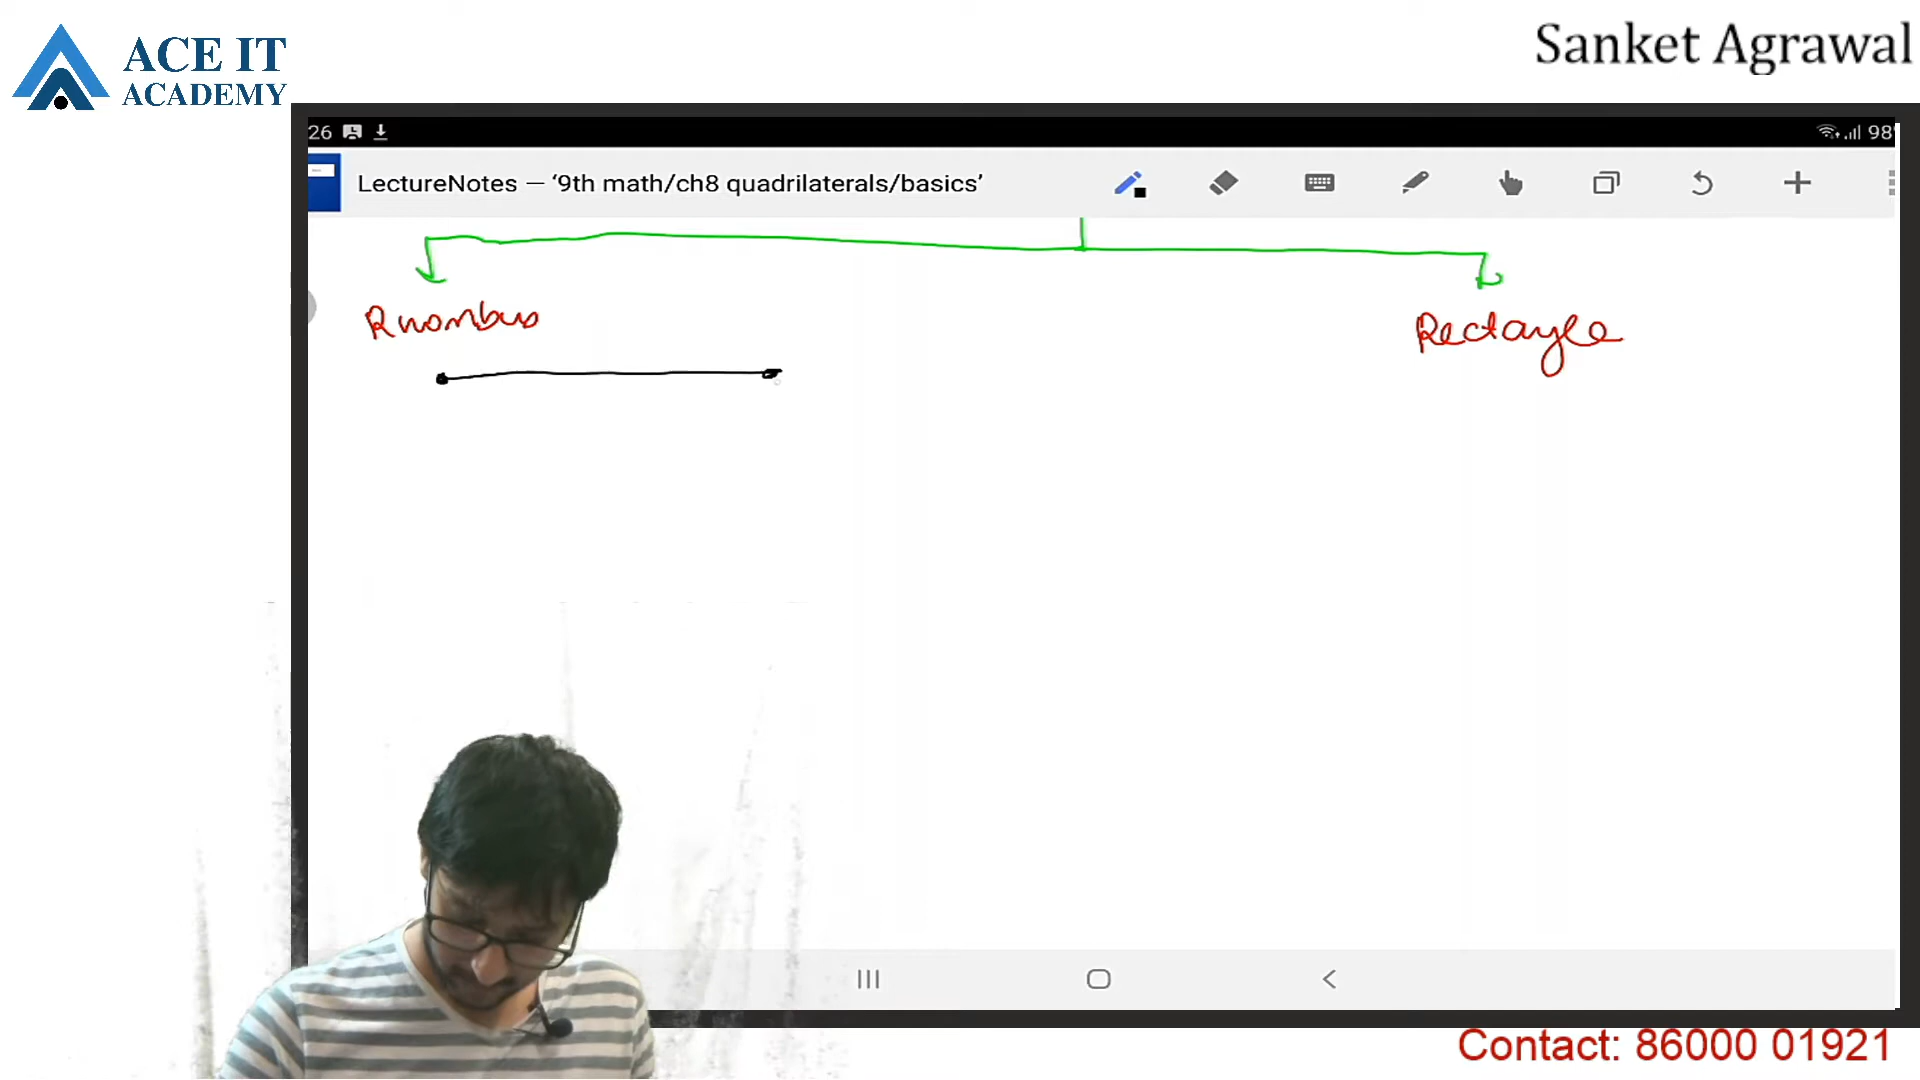 ACE IT
ACADEMY
Sanket Agrawal
26
98
LectureNotes — ‘9th math/ch8 quadrilaterals/basics’
Rhombus
Rectangle
Contact: 86000 01921